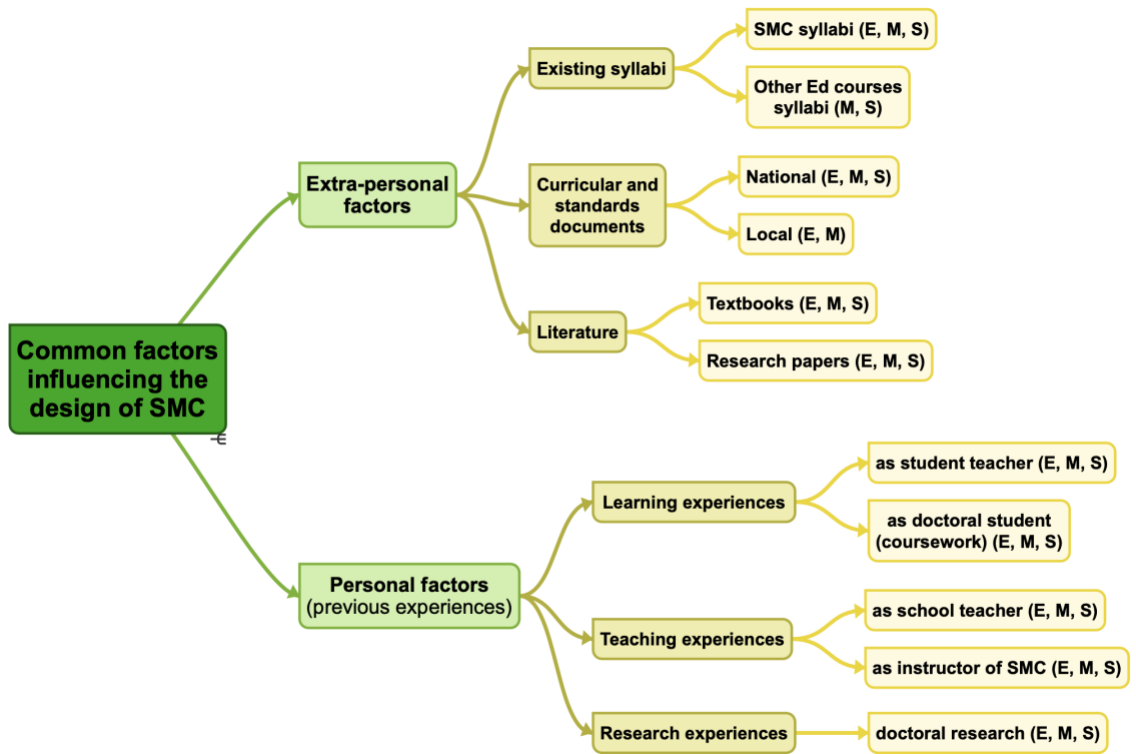 Common factors
influencing the
design of SMC
Extra-personal
factors
Existing syllabi
SMC syllabi (E, M, S)
Other Ed courses
syllabi (M, S)
Curricular and
standards
documents
National (E, M, S)
Local (E, M)
Literature
Textbooks (E, M, S)
Research papers (E, M, S)
Personal factors
(previous experiences)
Learning experiences
as student teacher (E, M, S)
as doctoral student
(coursework) (E, M, S)
Teaching experiences
as school teacher (E, M, S)
as instructor of SMC (E, M, S)
Research experiences
doctoral research (E, M, S)